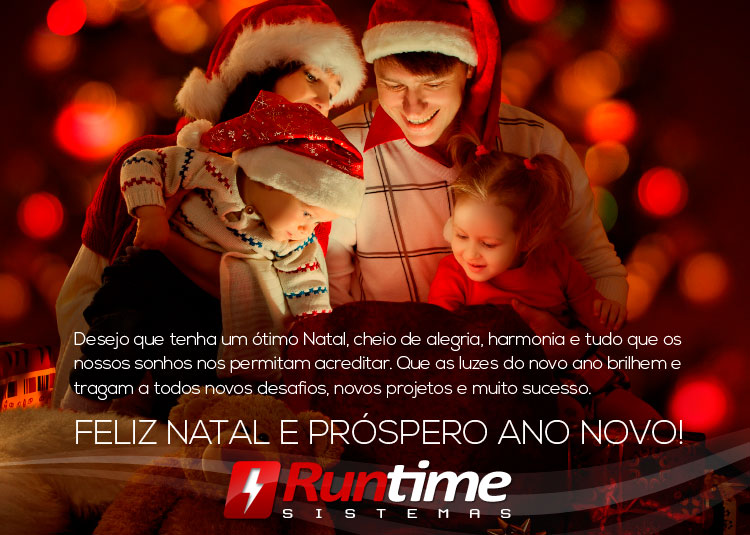 Desejo que tenha um ótimo Natal, cheio de alegria, harmonia e tudo que os
nossos sonhos nos permitam acreditar. Que as luzes do novo ano brilhem e
tragam a todos novos desafios, novos projetos e muito sucesso.
FELIZ NATAL E PRÓSPERO ANO NOVO!
Runtime
SISTEMAS